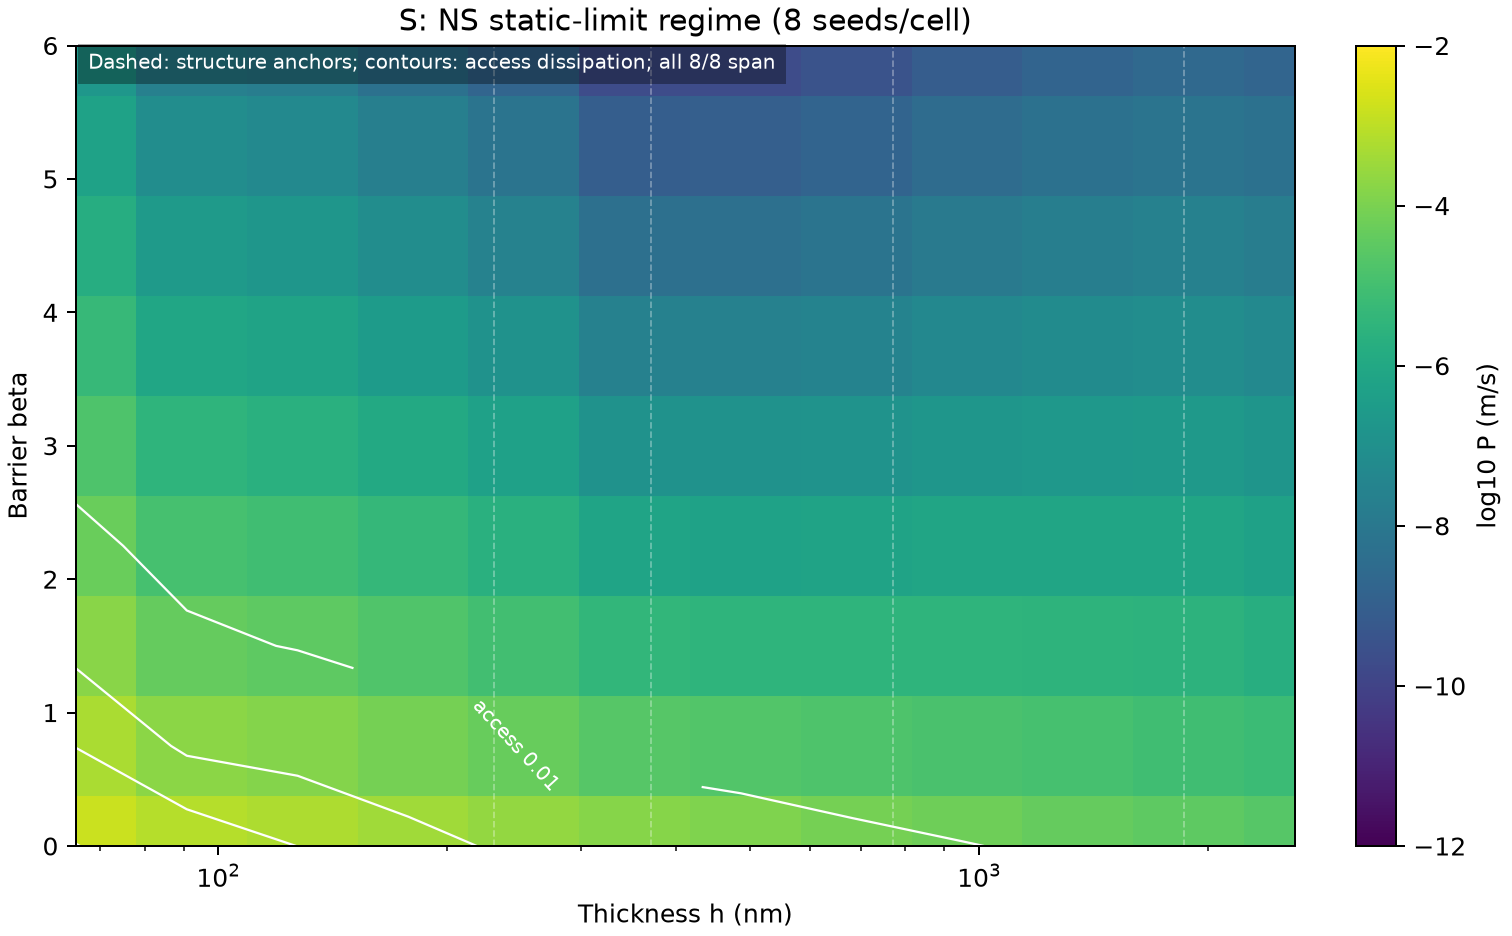 S: NS static-limit regime (8 seeds/cell)
Dashed: structure anchors; contours: access dissipation; all 8/8 span
6
5
4
3
2
1
0
Barrier beta
access 0.01
10²
10³
Thickness h (nm)
−2
−4
−6
−8
−10
−12
log10 P (m/s)